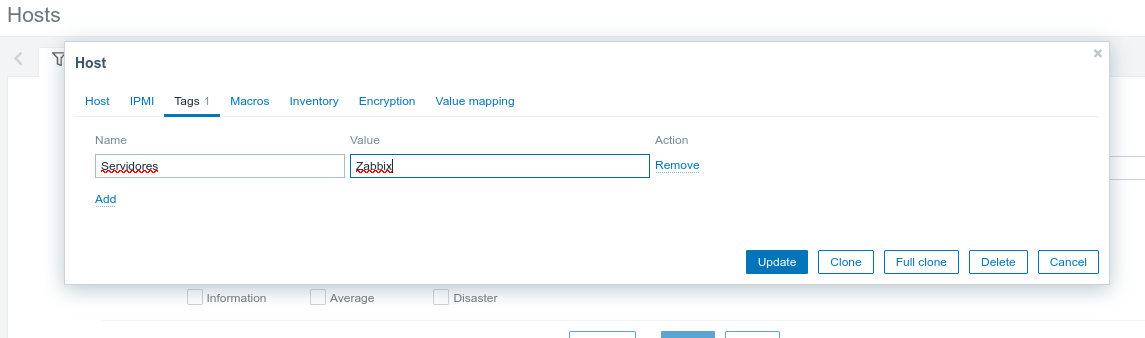 Hosts
Host
Host IPMI Tags 1 Macros Inventory Encryption Value mapping
Name Value Action
Servidores Zabbix Remove
Add
Update Clone Full clone Delete Cancel
Information Average Disaster